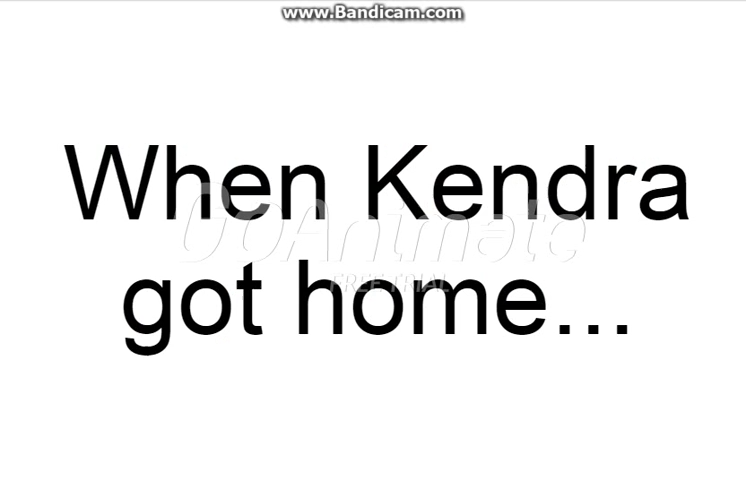 www.Bandicam.com
When Kendra
GoAnimate
got home...
FREE TRIAL